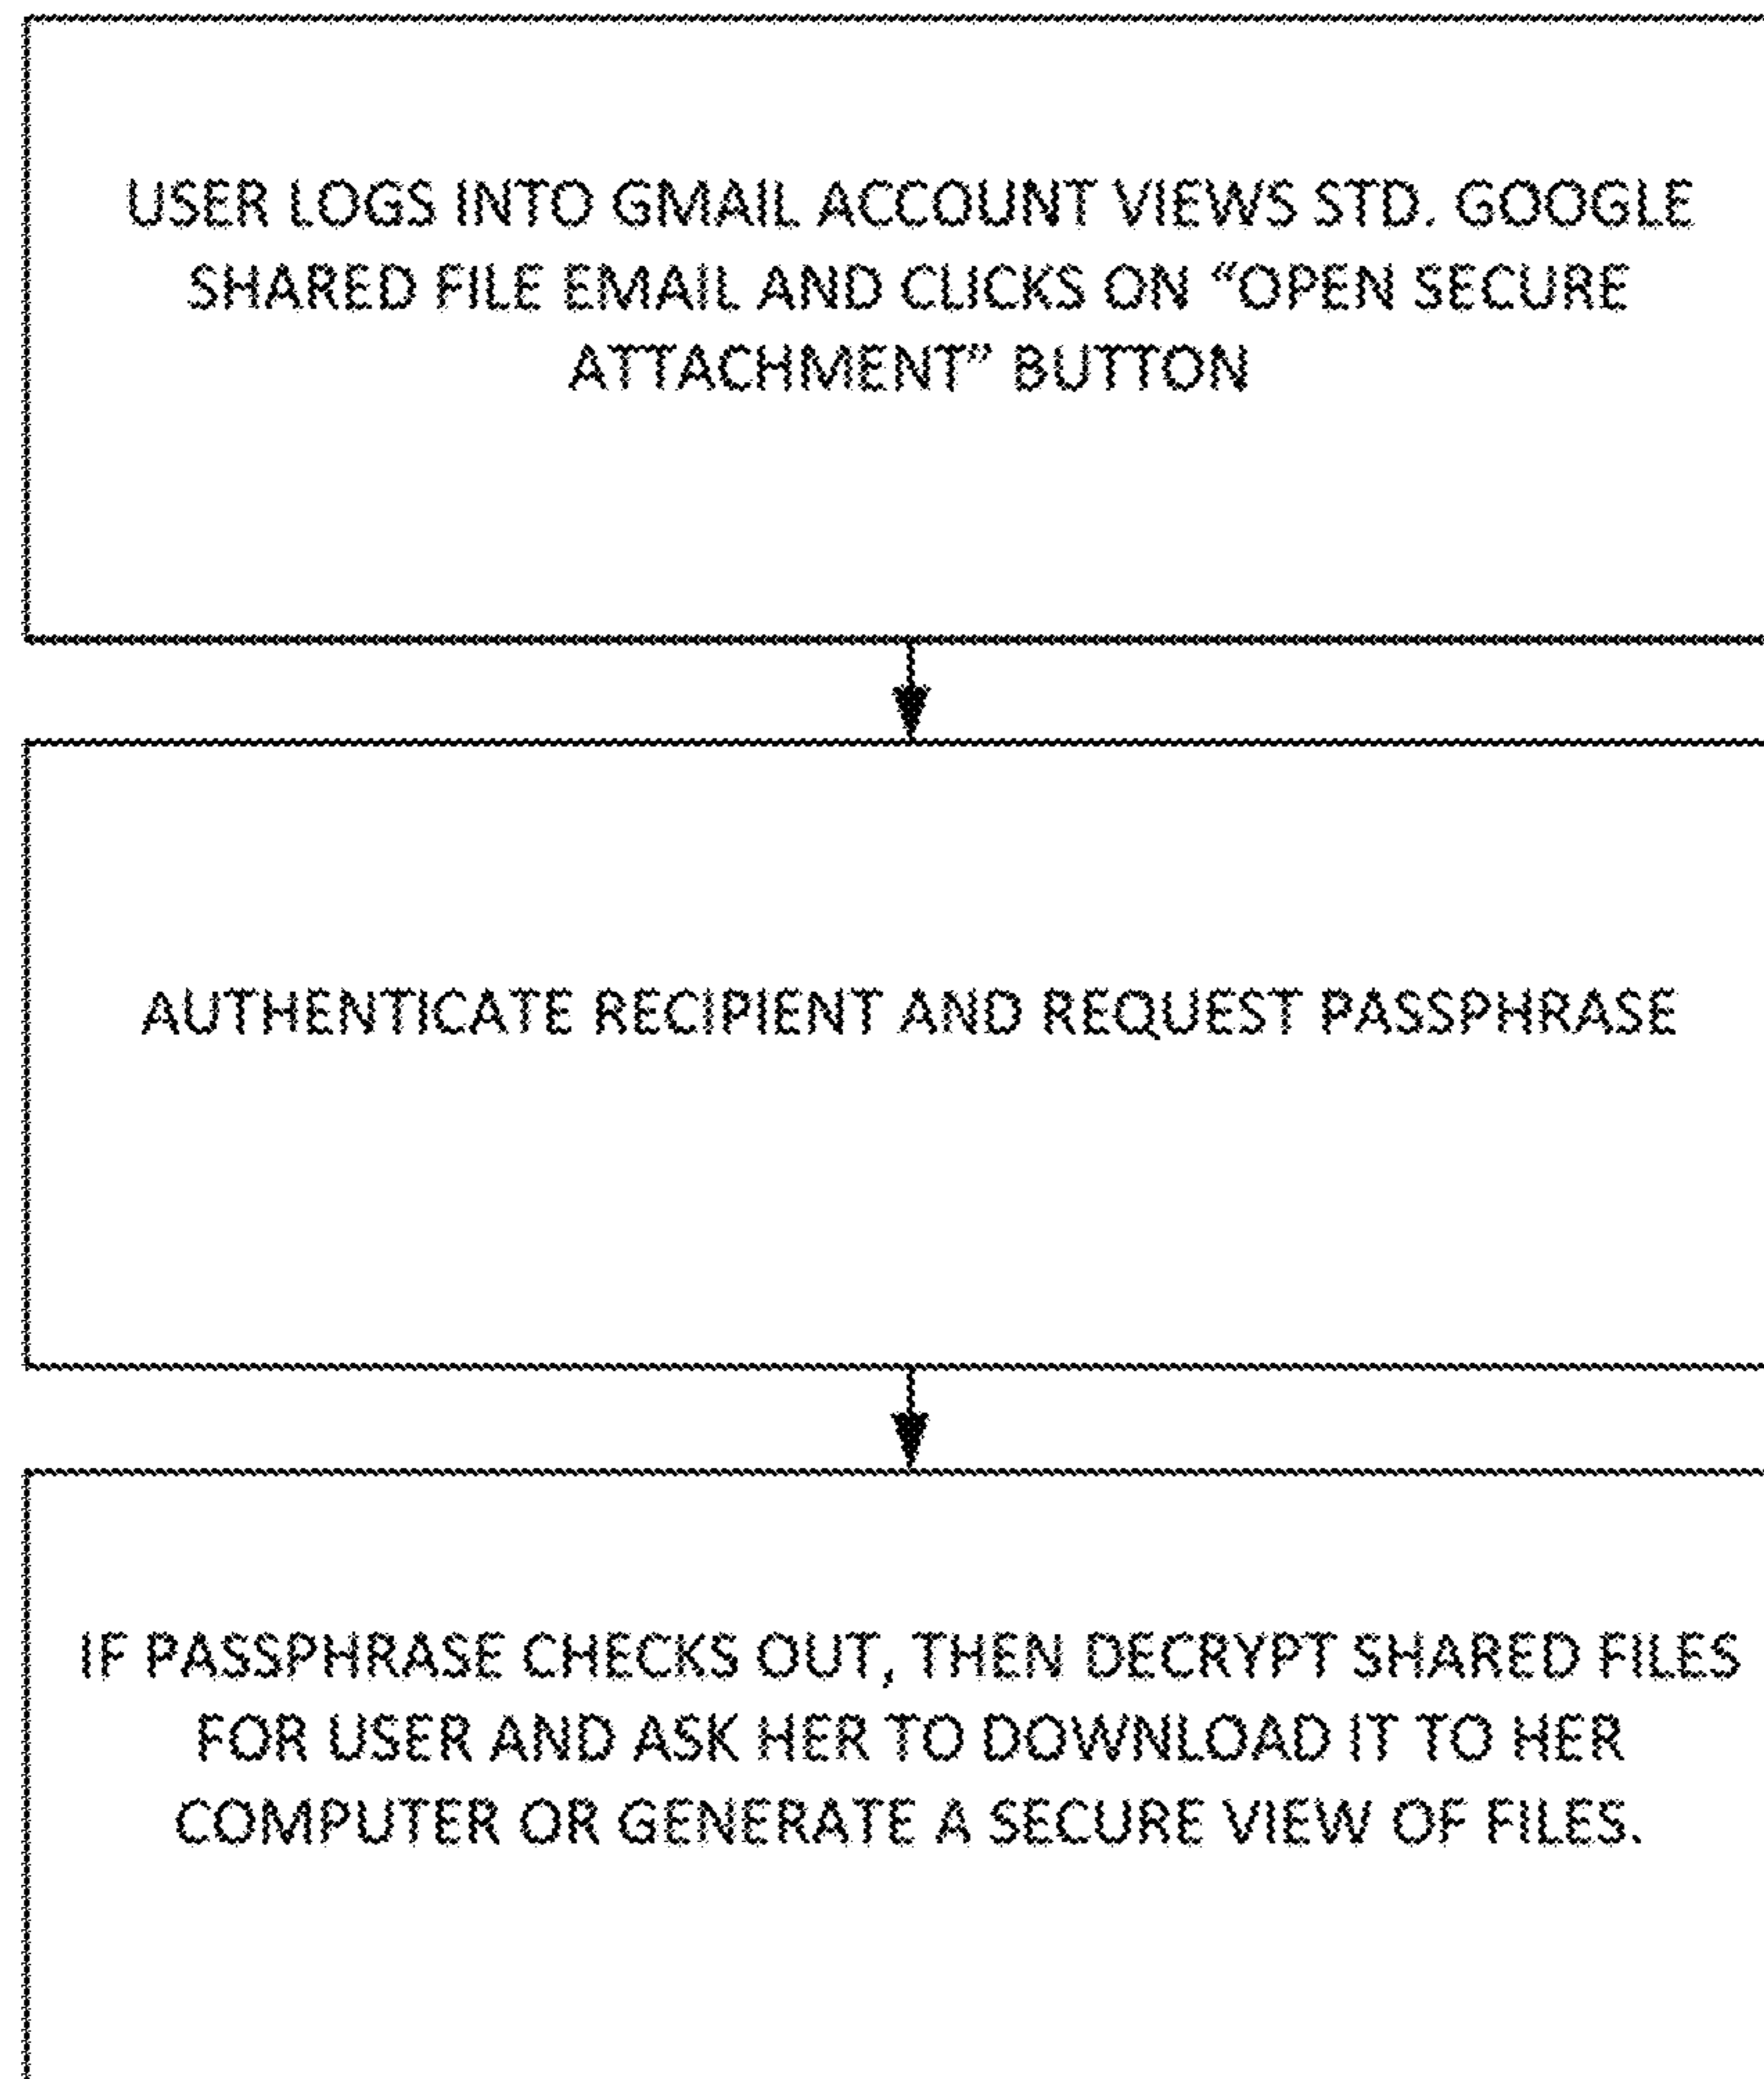 USER LOGS INTO GMAIL ACCOUNT VIEWS STD. GOOGLE
SHARED FILE EMAIL AND CLICKS ON “OPEN SECURE
ATTACHMENT” BUTTON
AUTHENTICATE RECIPIENT AND REQUEST PASSPHRASE
IF PASSPHRASE CHECKS OUT, THEN DECRYPT SHARED FILES
FOR USER AND ASK HER TO DOWNLOAD IT TO HER
COMPUTER OR GENERATE A SECURE VIEW OF FILES.